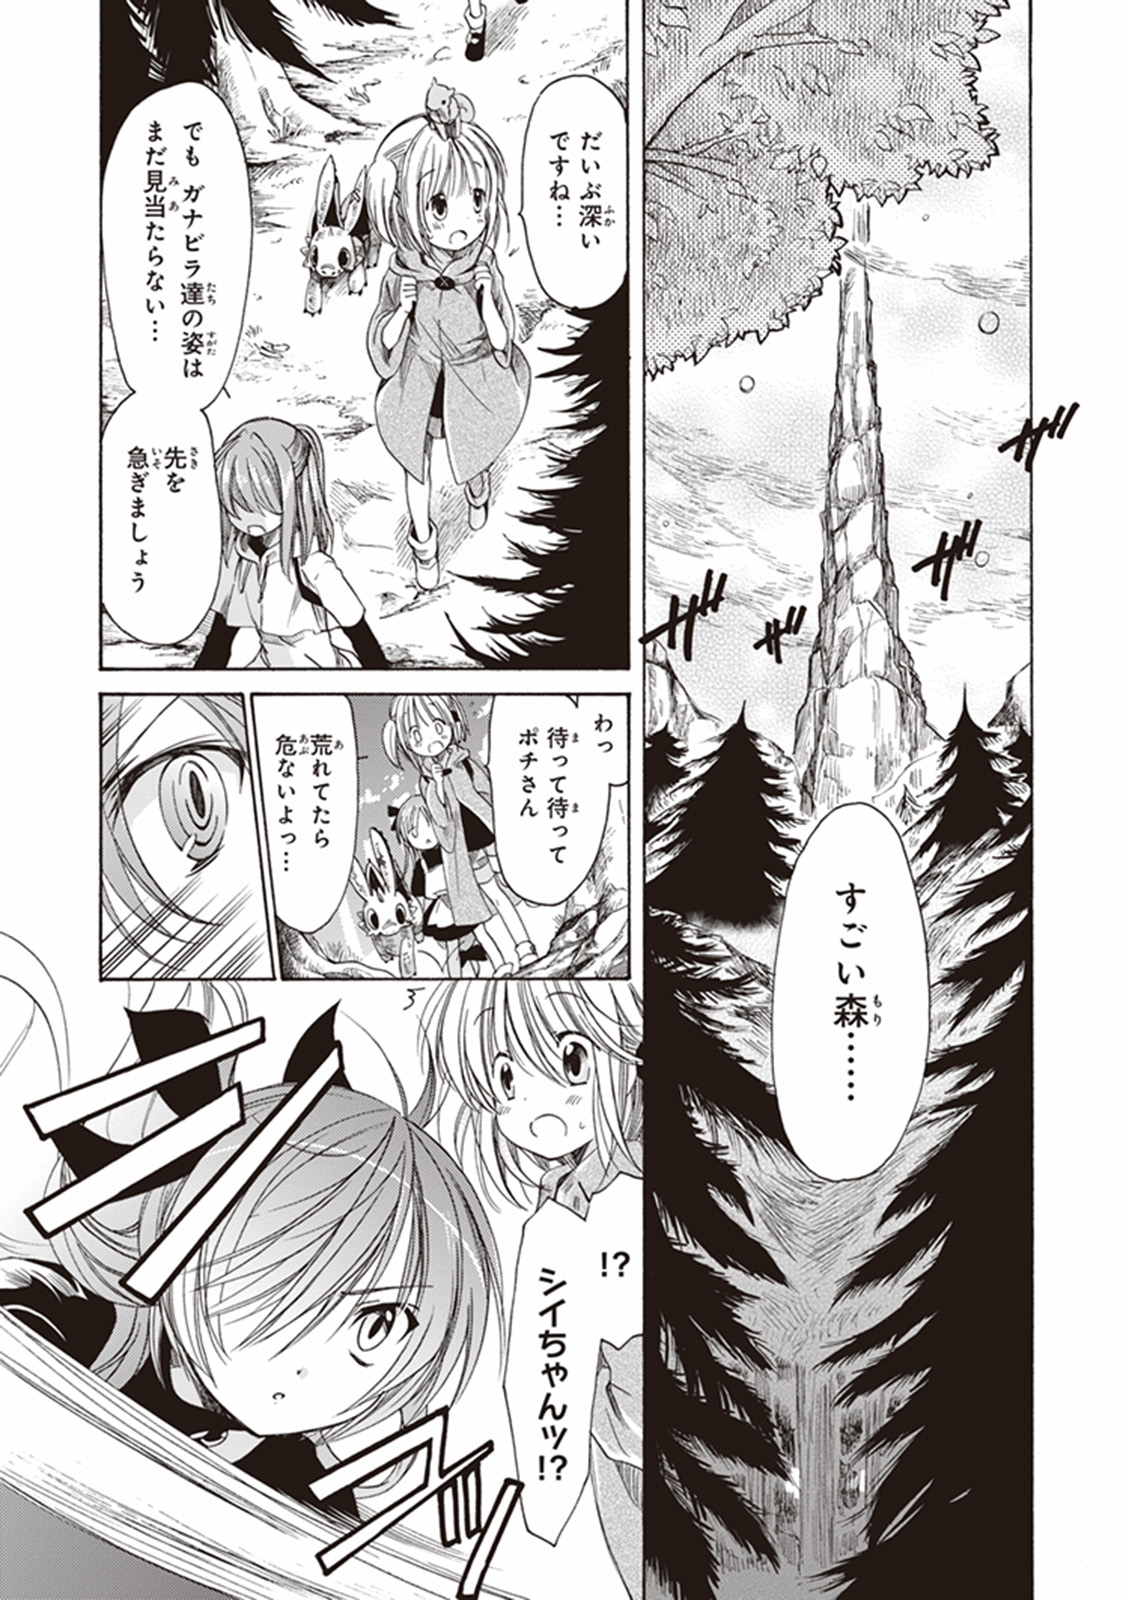 ザザ
ザザ
ザザ
ザザ
すごい森……
だいぶ深い
ですね…
でも ガナビラ達の姿は
まだ見当たらない…
先を
急ぎましょう
わっ
待って待って
ポチさん
荒れてたら
危ないよっ…
!?
シイちゃんッ!?